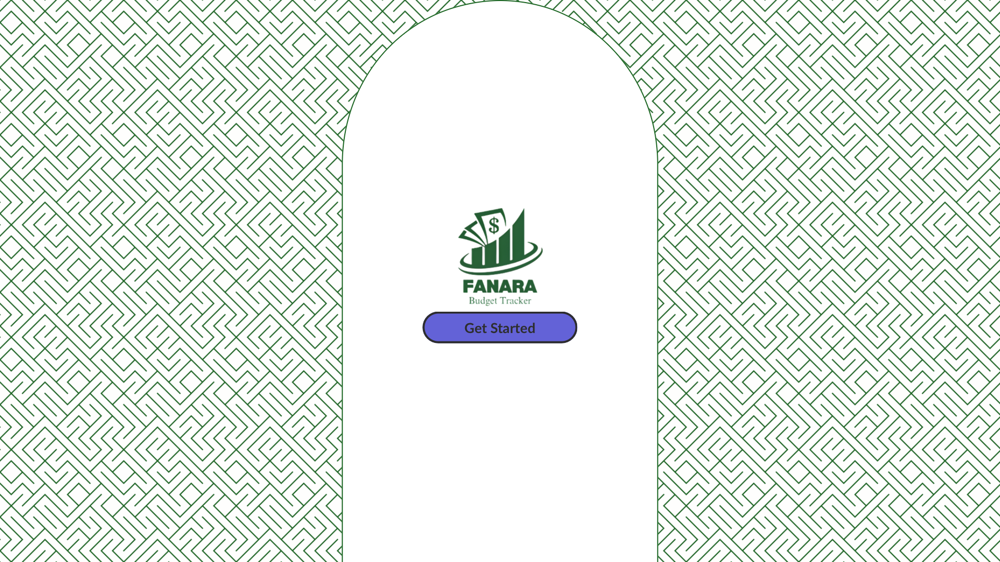 $
FANARA
Budget Tracker
Get Started